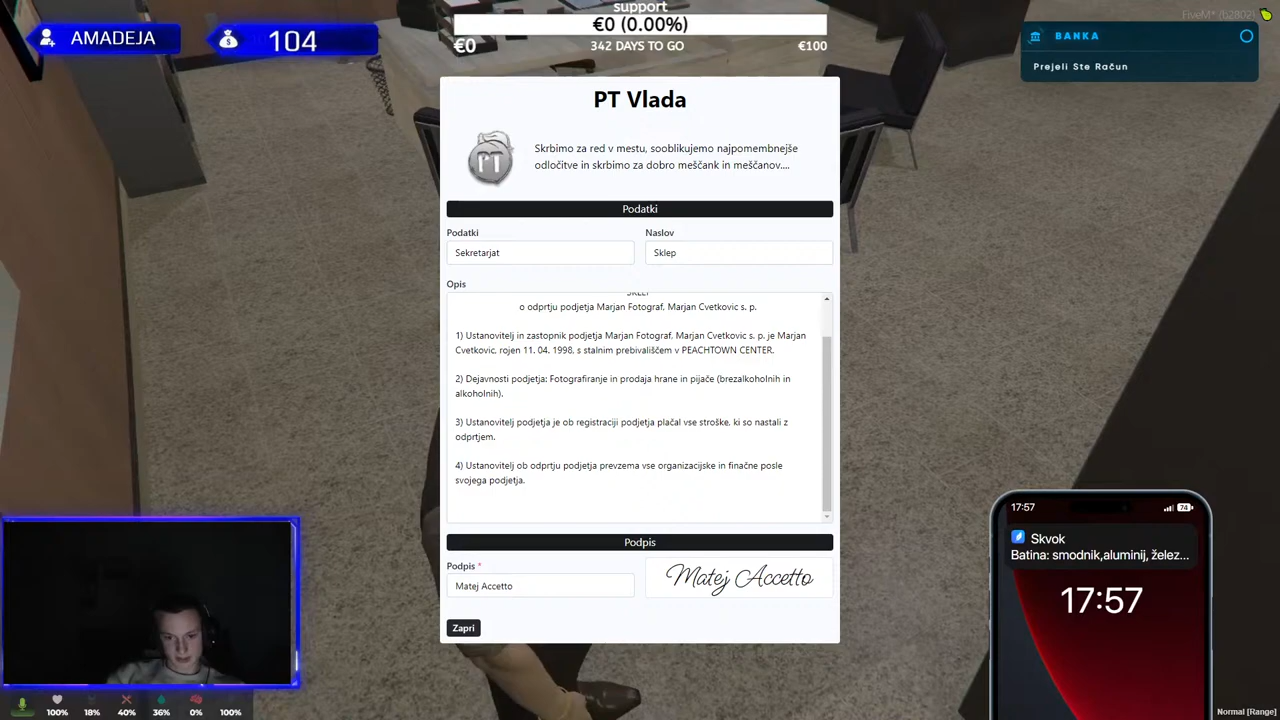 support
€0 (0.00%)
€0 342 DAYS TO GO €100
AMADEJA
104
FiveM* (b2802)
BANKA
Prejeli Ste Račun
PT Vlada
PT
Skrbimo za red v mestu, sooblikujemo najpomembnejše
odločitve in skrbimo za dobro meščank in meščanov....
Podatki
Podatki
Naslov
Sekretarjat
Sklep
Opis
o odprtju podjetja Marjan Fotograf, Marjan Cvetkovic s. p.
1) Ustanovitelj in zastopnik podjetja Marjan Fotograf, Marjan Cvetkovic s. p. je Marjan
Cvetkovic, rojen 11. 04. 1998, s stalnim prebivališčem v PEACHTOWN CENTER.
2) Dejavnosti podjetja: Fotografiranje in prodaja hrane in pijače (brezalkoholnih in
alkoholnih).
3) Ustanovitelj podjetja je ob registraciji podjetja plačal vse stroške, ki so nastali z
odprtjem.
4) Ustanovitelj ob odprtju podjetja prevzema vse organizacijske in finačne posle
svojega podjetja.
Podpis
Podpis *
Matej Accetto
Matej Accetto
Zapri
17:57
74
Skvok
Batina: smodnik,aluminij, želez...
17:57
100% 18% 40% 36% 0% 100%
Normal [Range]